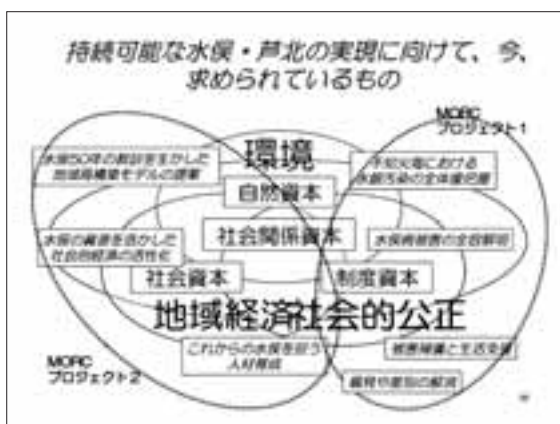 持続可能な水俣・芦北の実現に向けて、今、
求められているもの
MORC
プロジェクト1
水俣50年の教訓を生かした
地域再構築モデルの提案
環境
不知火海における
水銀汚染の全体像把握
自然資本
社会関係資本
水俣の資源を活かした
社会的経済の活性化
水俣病被害の全容解明
社会資本
制度資本
地域経済社会的公正
これからの水俣を担う
人材育成
被害補償と生活支援
MORC
プロジェクト2
偏見や差別の解消